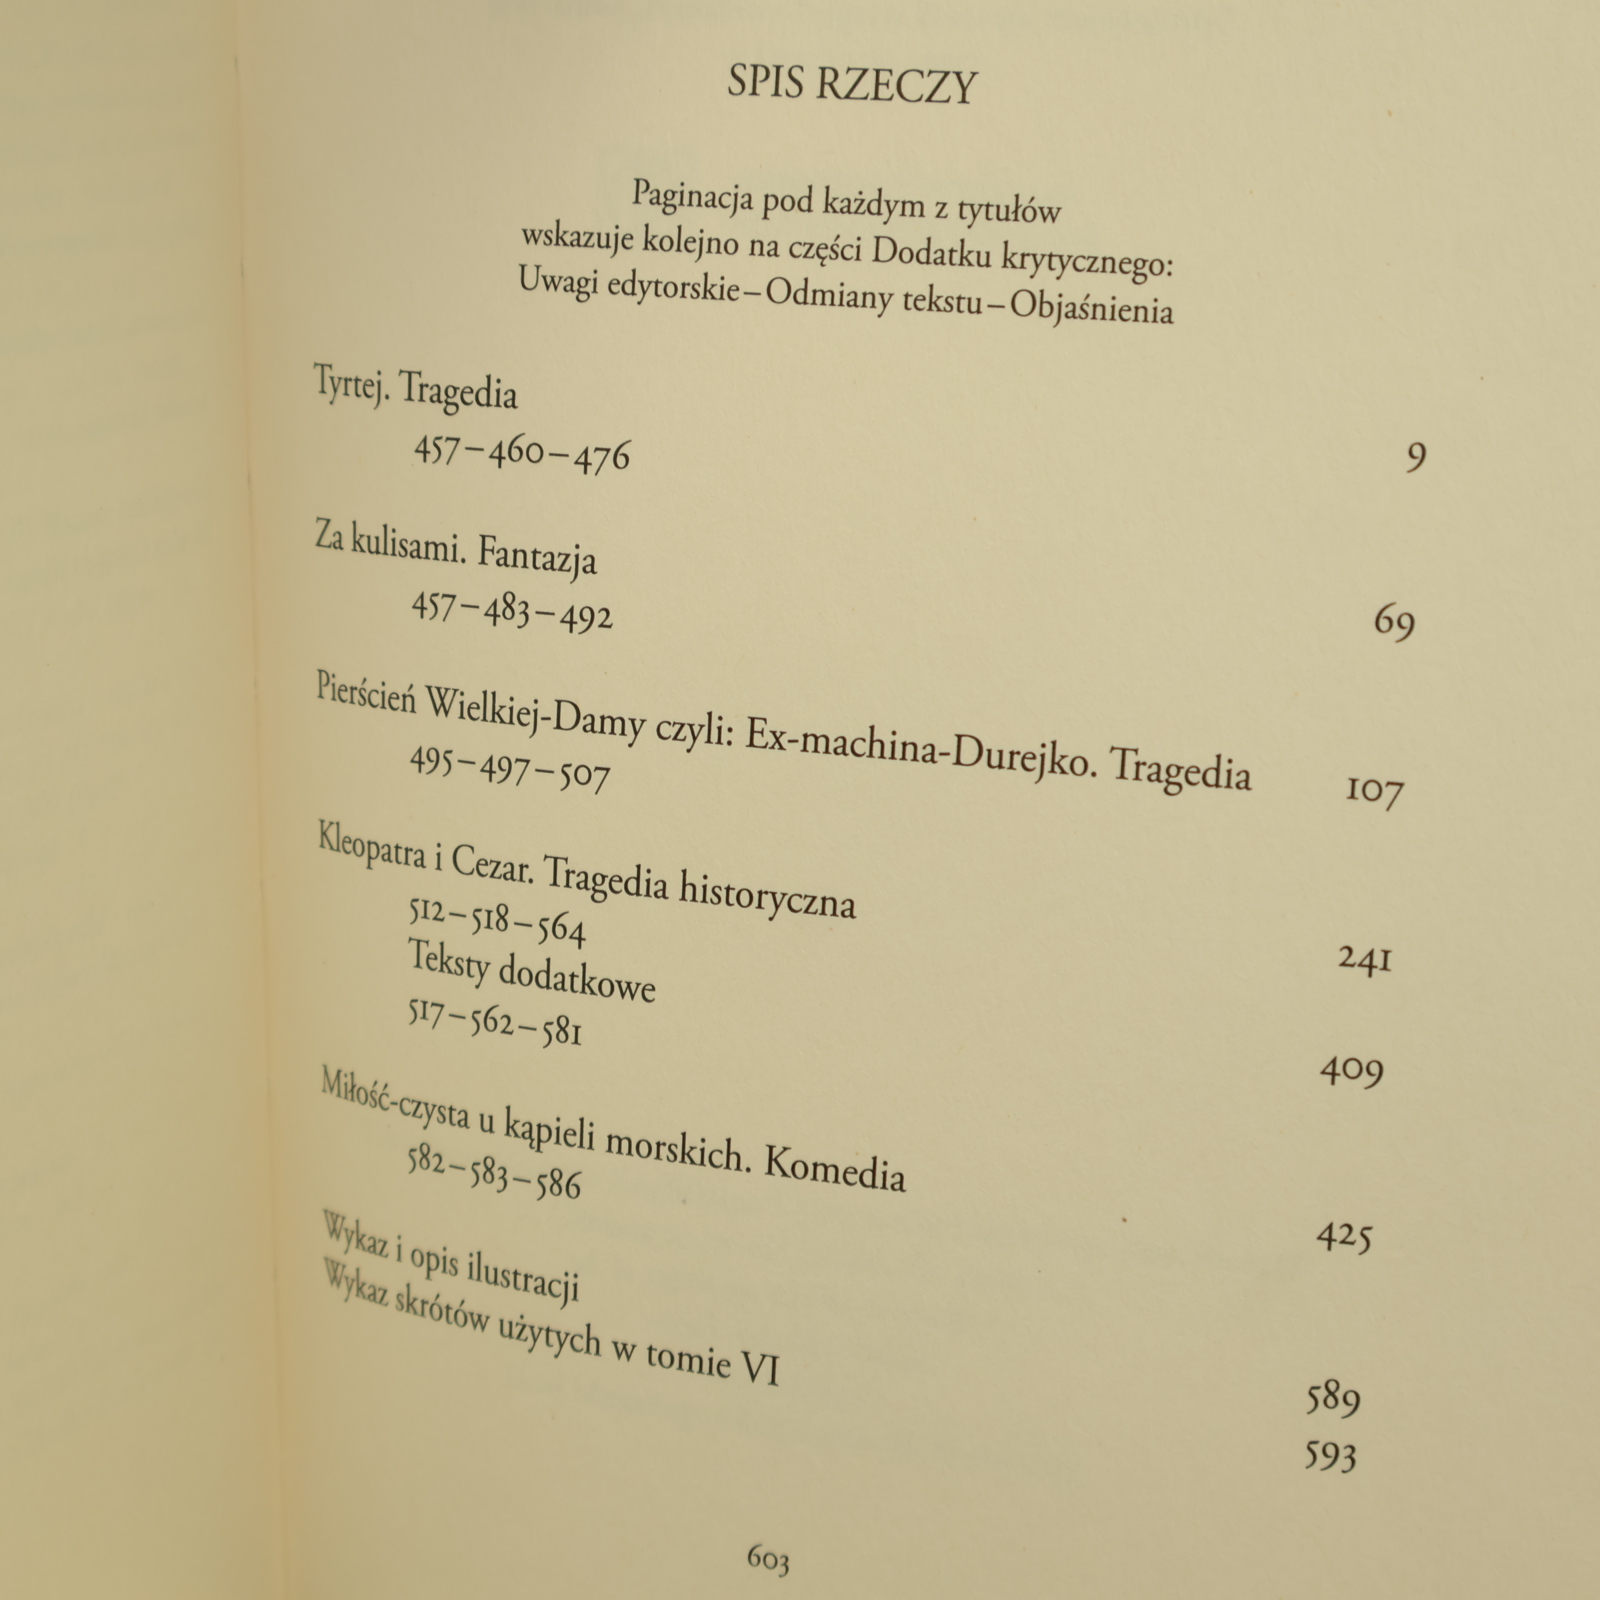 SPIS RZECZY
Paginacja pod każdym z tytułów
wskazuje kolejno na części Dodatku krytycznego:
Uwagi edytorskie – Odmiany tekstu – Objaśnienia
Tyrtej. Tragedia 9
457 – 460 – 476
Za kulisami. Fantazja 69
457 – 483 – 492
Pierścień Wielkiej-Damy czyli: Ex-machina-Durejko. Tragedia 107
495 – 497 – 507
Kleopatra i Cezar. Tragedia historyczna 241
512 – 518 – 564
Teksty dodatkowe 409
517 – 562 – 581
Miłość-czysta u kąpieli morskich. Komedia 425
582 – 583 – 586
Wykaz i opis ilustracji 589
Wykaz skrótów użytych w tomie VI 593
603